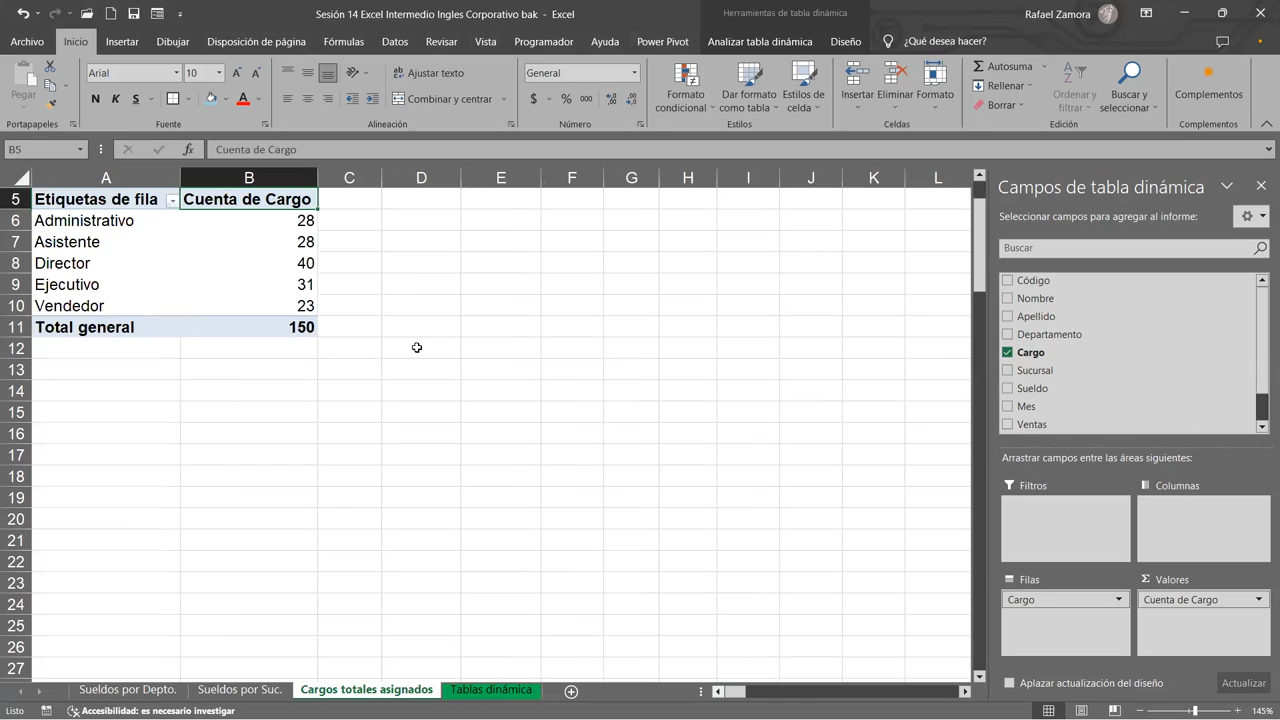 Sesión 14 Excel Intermedio Ingles Corporativo bak - Excel
Herramientas de tabla dinámica
Rafael Zamora
Archivo Inicio Insertar Dibujar Disposición de página Fórmulas Datos Revisar Vista Programador Ayuda Power Pivot Analizar tabla dinámica Diseño ¿Qué desea hacer?
Pegar
Portapapeles
Arial 10
N K S
Fuente
Ajustar texto
Combinar y centrar
Alineación
General
$ % 000
Número
Formato condicional
Dar formato como tabla
Estilos de celda
Estilos
Insertar Eliminar Formato
Celdas
Autosuma
Rellenar
Borrar
Ordenar y filtrar
Buscar y seleccionar
Edición
Complementos
Complementos
B5 fx Cuenta de Cargo
A B C D E F G H I J K L
5 Etiquetas de fila Cuenta de Cargo
6 Administrativo 28
7 Asistente 28
8 Director 40
9 Ejecutivo 31
10 Vendedor 23
11 Total general 150
12
13
14
15
16
17
18
19
20
21
22
23
24
25
26
27
Campos de tabla dinámica
Seleccionar campos para agregar al informe:
Buscar
Código
Nombre
Apellido
Departamento
Cargo
Sucursal
Sueldo
Mes
Ventas
Arrastrar campos entre las áreas siguientes:
Filtros Columnas
Filas Σ Valores
Cargo Cuenta de Cargo
Aplazar actualización del diseño Actualizar
Sueldos por Depto. Sueldos por Suc. Cargos totales asignados Tablas dinámica
Listo Accesibilidad: es necesario investigar 145%